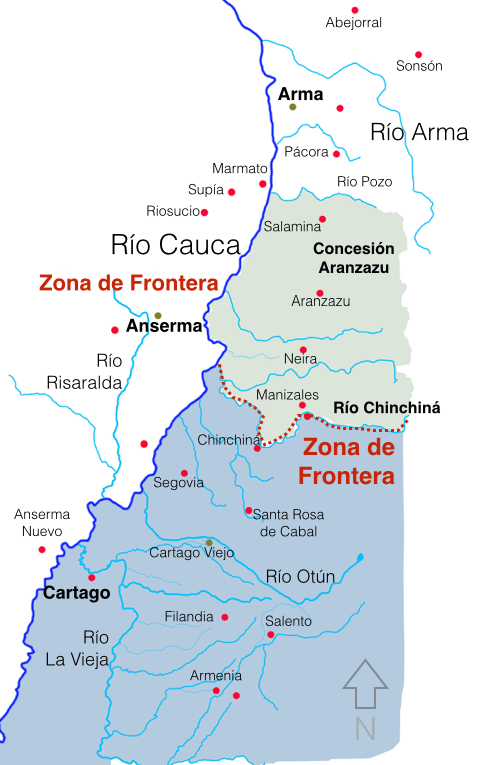 Abejorral
Sonsón
Arma
Río Arma
Pácora
Marmato
Río Pozo
Supía
Riosucio
Salamina
Río Cauca
Concesión
Aranzazu
Zona de Frontera
Aranzazu
Anserma
Río
Risaralda
Neira
Manizales
Río Chinchiná
Chinchiná
Zona de
Frontera
Segovia
Anserma
Nuevo
Santa Rosa
de Cabal
Cartago Viejo
Río Otún
Cartago
Filandia
Salento
Río
La Vieja
Armenia
N